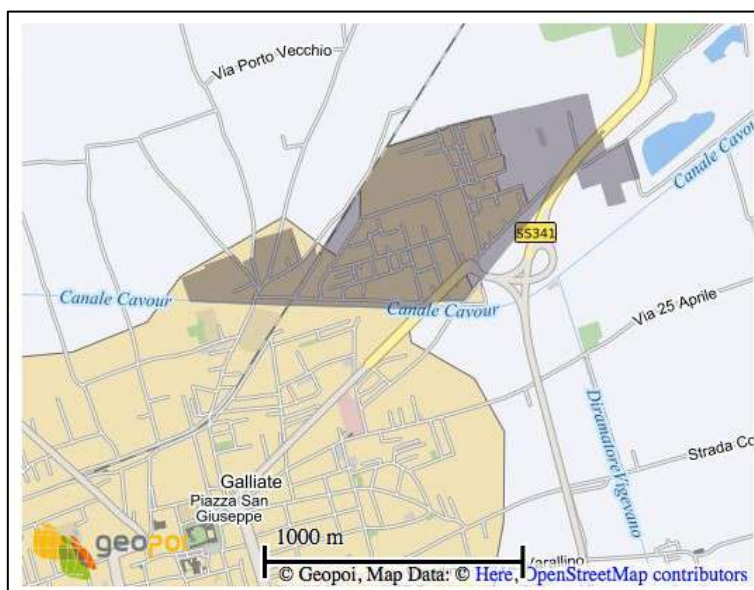 Via Porto Vecchio
Canale Cavour
SS341
Canale Cavour
Canale Cavour
Via 25 Aprile
Diramatore Vigevano
Strada Co
Galliate
Piazza San
Giuseppe
geopoi
1000 m
Varallino
© Geopoi, Map Data: © Here, OpenStreetMap contributors